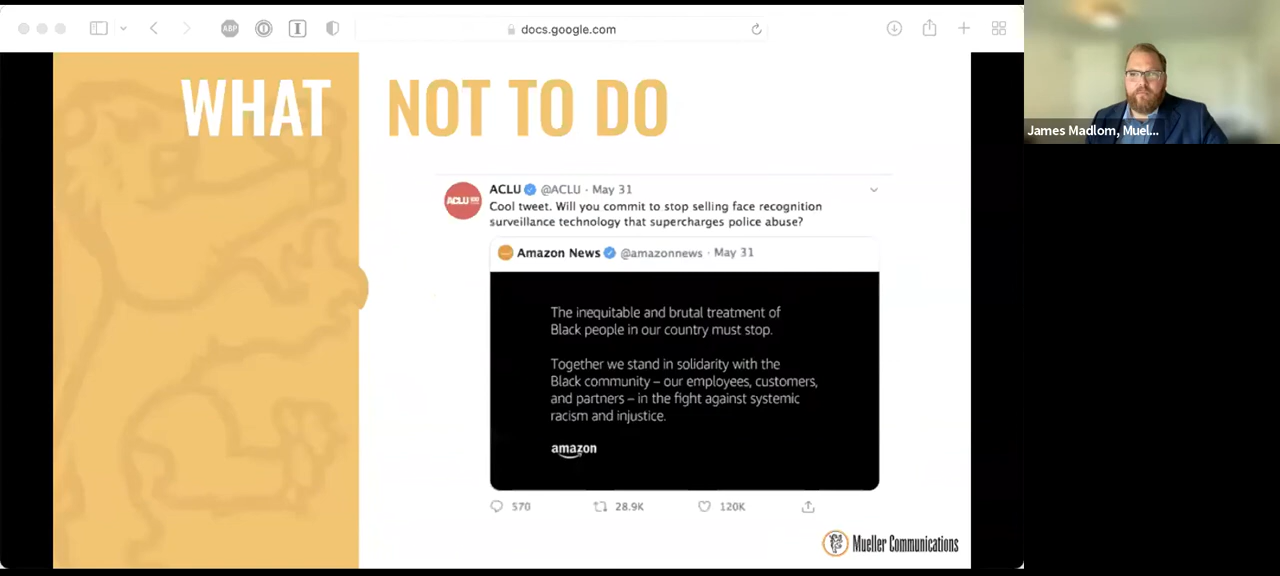 ABP
docs.google.com
WHAT NOT TO DO
ACLU @ACLU · May 31
Cool tweet. Will you commit to stop selling face recognition
surveillance technology that supercharges police abuse?
ACLU
Amazon News @amazonnews · May 31
The inequitable and brutal treatment of
Black people in our country must stop.
Together we stand in solidarity with the
Black community – our employees, customers,
and partners – in the fight against systemic
racism and injustice.
amazon
570 28.9K 120K
Mueller Communications
James Madlom, Muel...